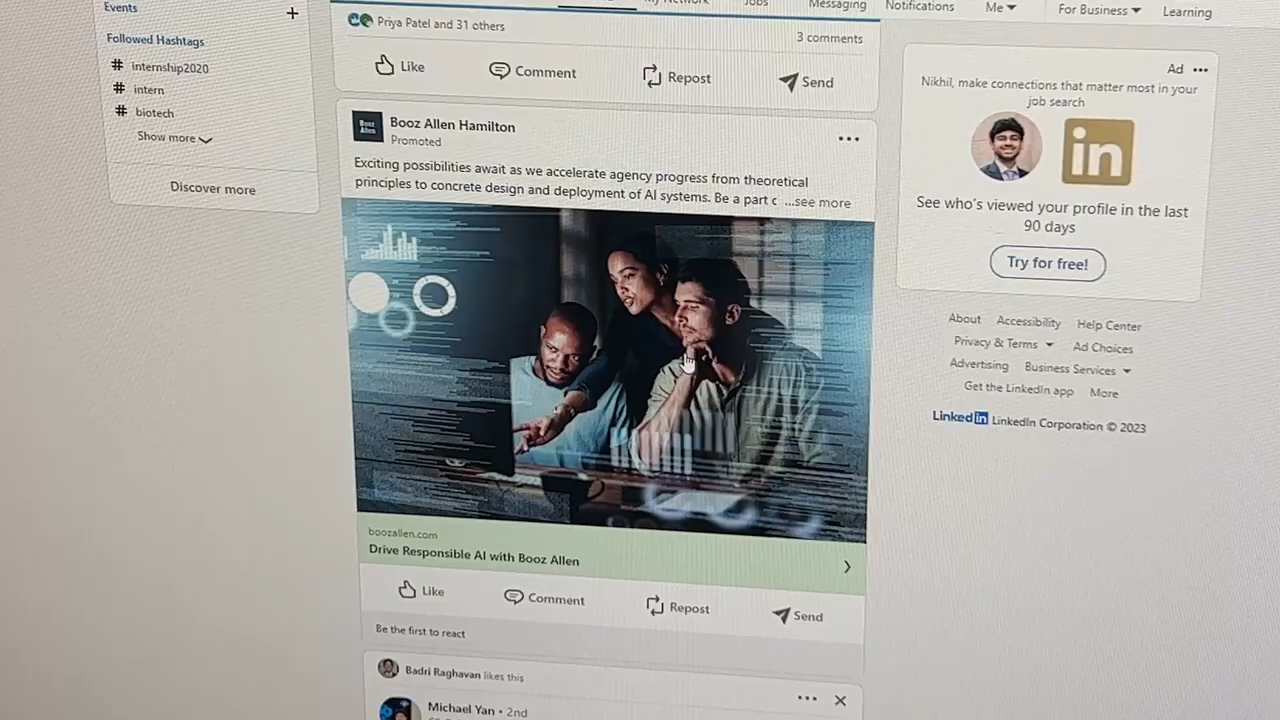 Events
Followed Hashtags
# internship2020
# intern
# biotech
Show more
Discover more
Messaging
Notifications
Me
For Business
Learning
Priya Patel and 31 others
3 comments
Like
Comment
Repost
Send
Booz Allen
Booz Allen Hamilton
Promoted
Exciting possibilities await as we accelerate agency progress from theoretical
principles to concrete design and deployment of AI systems. Be a part c ...see more
boozallen.com
Drive Responsible AI with Booz Allen
Like
Comment
Repost
Send
Be the first to react
Badri Raghavan likes this
Michael Yan • 2nd
Ad
Nikhil, make connections that matter most in your
job search
in
See who's viewed your profile in the last
90 days
Try for free!
About Accessibility Help Center
Privacy & Terms Ad Choices
Advertising Business Services
Get the LinkedIn app More
LinkedIn LinkedIn Corporation © 2023